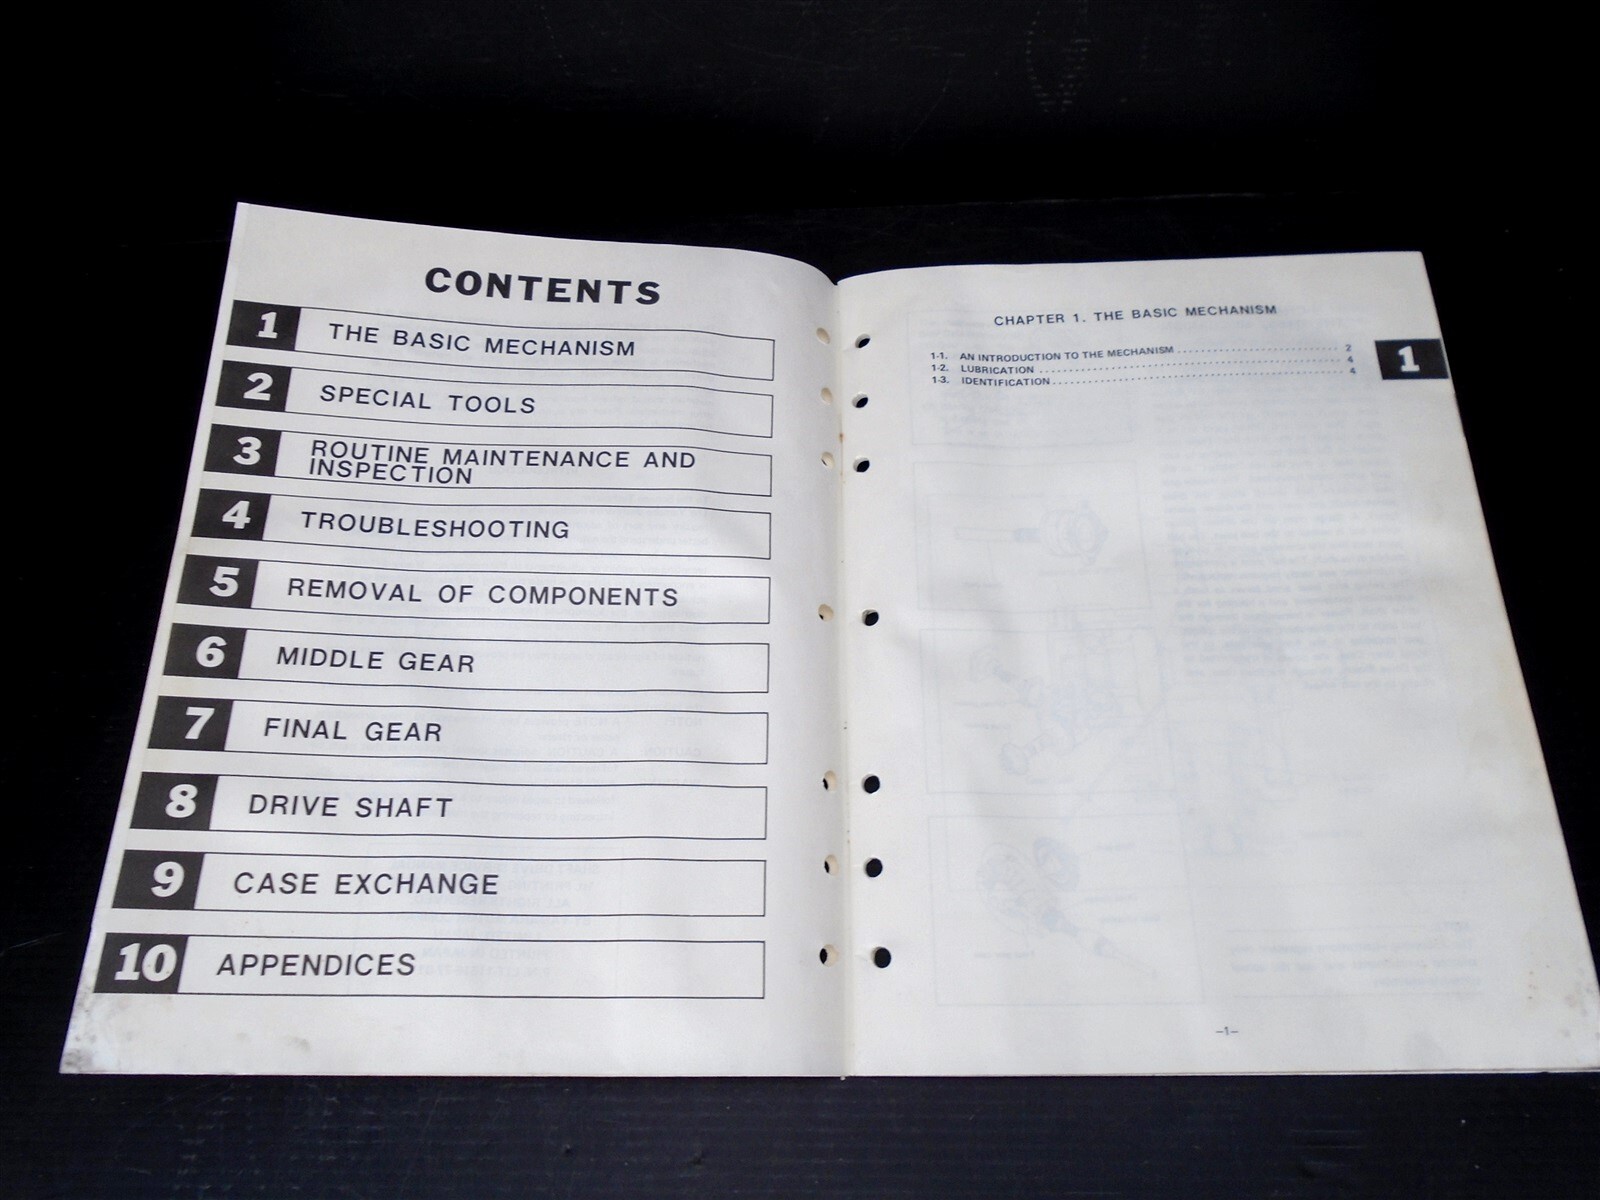 CONTENTS
1 THE BASIC MECHANISM
2 SPECIAL TOOLS
3 ROUTINE MAINTENANCE AND
INSPECTION
4 TROUBLESHOOTING
5 REMOVAL OF COMPONENTS
6 MIDDLE GEAR
7 FINAL GEAR
8 DRIVE SHAFT
9 CASE EXCHANGE
10 APPENDICES
CHAPTER 1. THE BASIC MECHANISM
1-1. AN INTRODUCTION TO THE MECHANISM 2
1-2. LUBRICATION 4
1-3. IDENTIFICATION 4
1
–1–